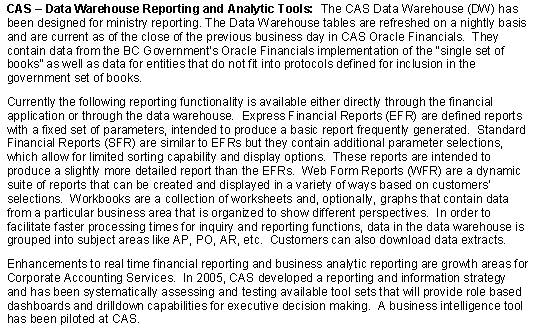 CAS – Data Warehouse Reporting and Analytic Tools:  The CAS Data Warehouse (DW) has
been designed for ministry reporting. The Data Warehouse tables are refreshed on a nightly basis
and are current as of the close of the previous business day in CAS Oracle Financials.  They
contain data from the BC Government's Oracle Financials implementation of the "single set of
books" as well as data for entities that do not fit into protocols defined for inclusion in the
government set of books.

Currently the following reporting functionality is available either directly through the financial
application or through the data warehouse.  Express Financial Reports (EFR) are defined reports
with a fixed set of parameters, intended to produce a basic report frequently generated.  Standard
Financial Reports (SFR) are similar to EFRs but they contain additional parameter selections,
which allow for limited sorting capability and display options.  These reports are intended to
produce a slightly more detailed report than the EFRs.  Web Form Reports (WFR) are a dynamic
suite of reports that can be created and displayed in a variety of ways based on customers'
selections.  Workbooks are a collection of worksheets and, optionally, graphs that contain data
from a particular business area that is organized to show different perspectives.  In order to
facilitate faster processing times for inquiry and reporting functions, data in the data warehouse is
grouped into subject areas like AP, PO, AR, etc.  Customers can also download data extracts.

Enhancements to real time financial reporting and business analytic reporting are growth areas for
Corporate Accounting Services.  In 2005, CAS developed a reporting and information strategy
and has been systematically assessing and testing available tool sets that will provide role based
dashboards and drilldown capabilities for executive decision making.  A business intelligence tool
has been piloted at CAS.